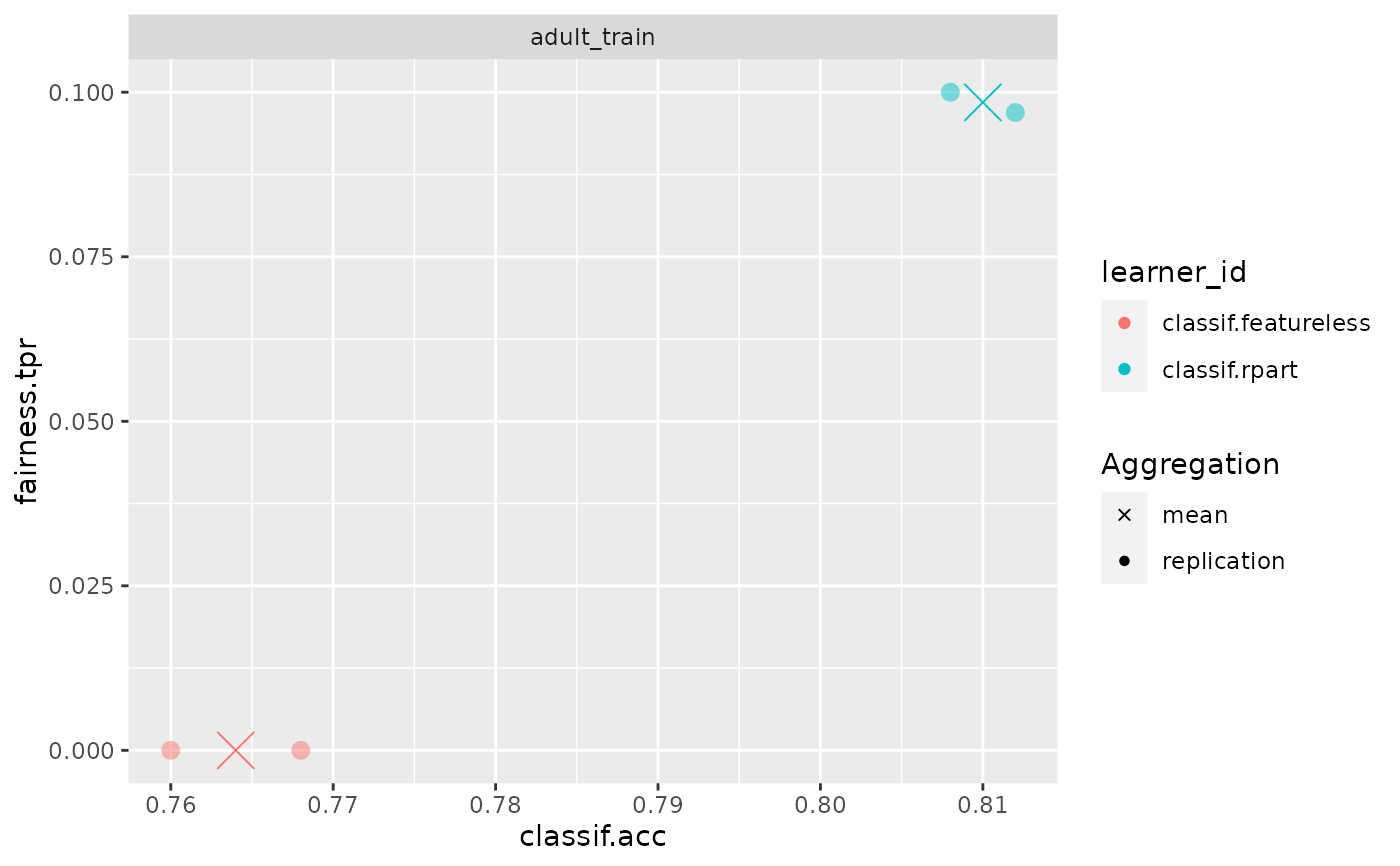 adult_train
0.100
0.075
0.050
0.025
0.000
fairness.tpr
0.76 0.77 0.78 0.79 0.80 0.81
classif.acc
learner_id
classif.featureless
classif.rpart
Aggregation
mean
replication